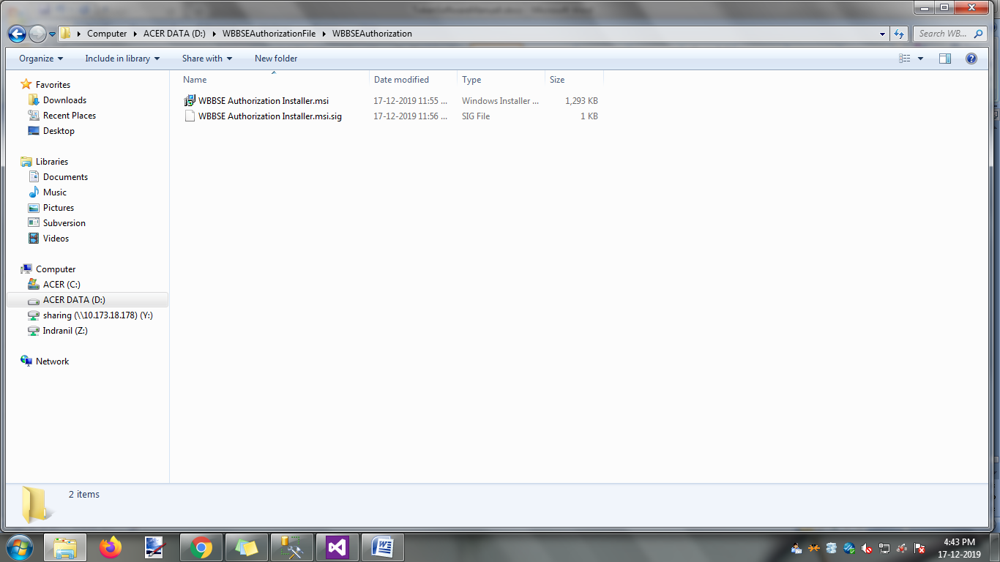 Computer ACER DATA (D:) WBBSEAuthorizationFile WBBSEAuthorization Search WB...
Organize Include in library Share with New folder
Name Date modified Type Size
WBBSE Authorization Installer.msi 17-12-2019 11:55 ... Windows Installer ... 1,293 KB
WBBSE Authorization Installer.msi.sig 17-12-2019 11:56 ... SIG File 1 KB
Favorites
Downloads
Recent Places
Desktop
Libraries
Documents
Music
Pictures
Subversion
Videos
Computer
ACER (C:)
ACER DATA (D:)
sharing (\\10.173.18.178) (Y:)
Indranil (Z:)
Network
2 items
4:43 PM
17-12-2019